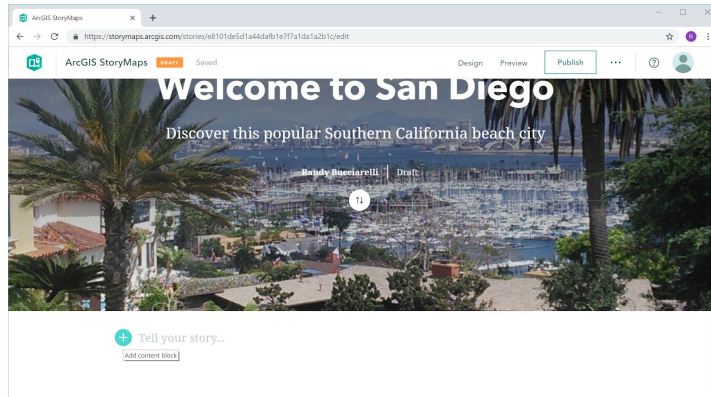 ArcGIS StoryMaps
https://storymaps.arcgis.com/stories/e8101de5d1a44dafb1e7f7a1da1a2b1c/edit
R
ArcGIS StoryMaps DRAFT Saved Design Preview Publish
Welcome to San Diego
Discover this popular Southern California beach city
Randy Bucciarelli Draft
Tell your story...
Add content block